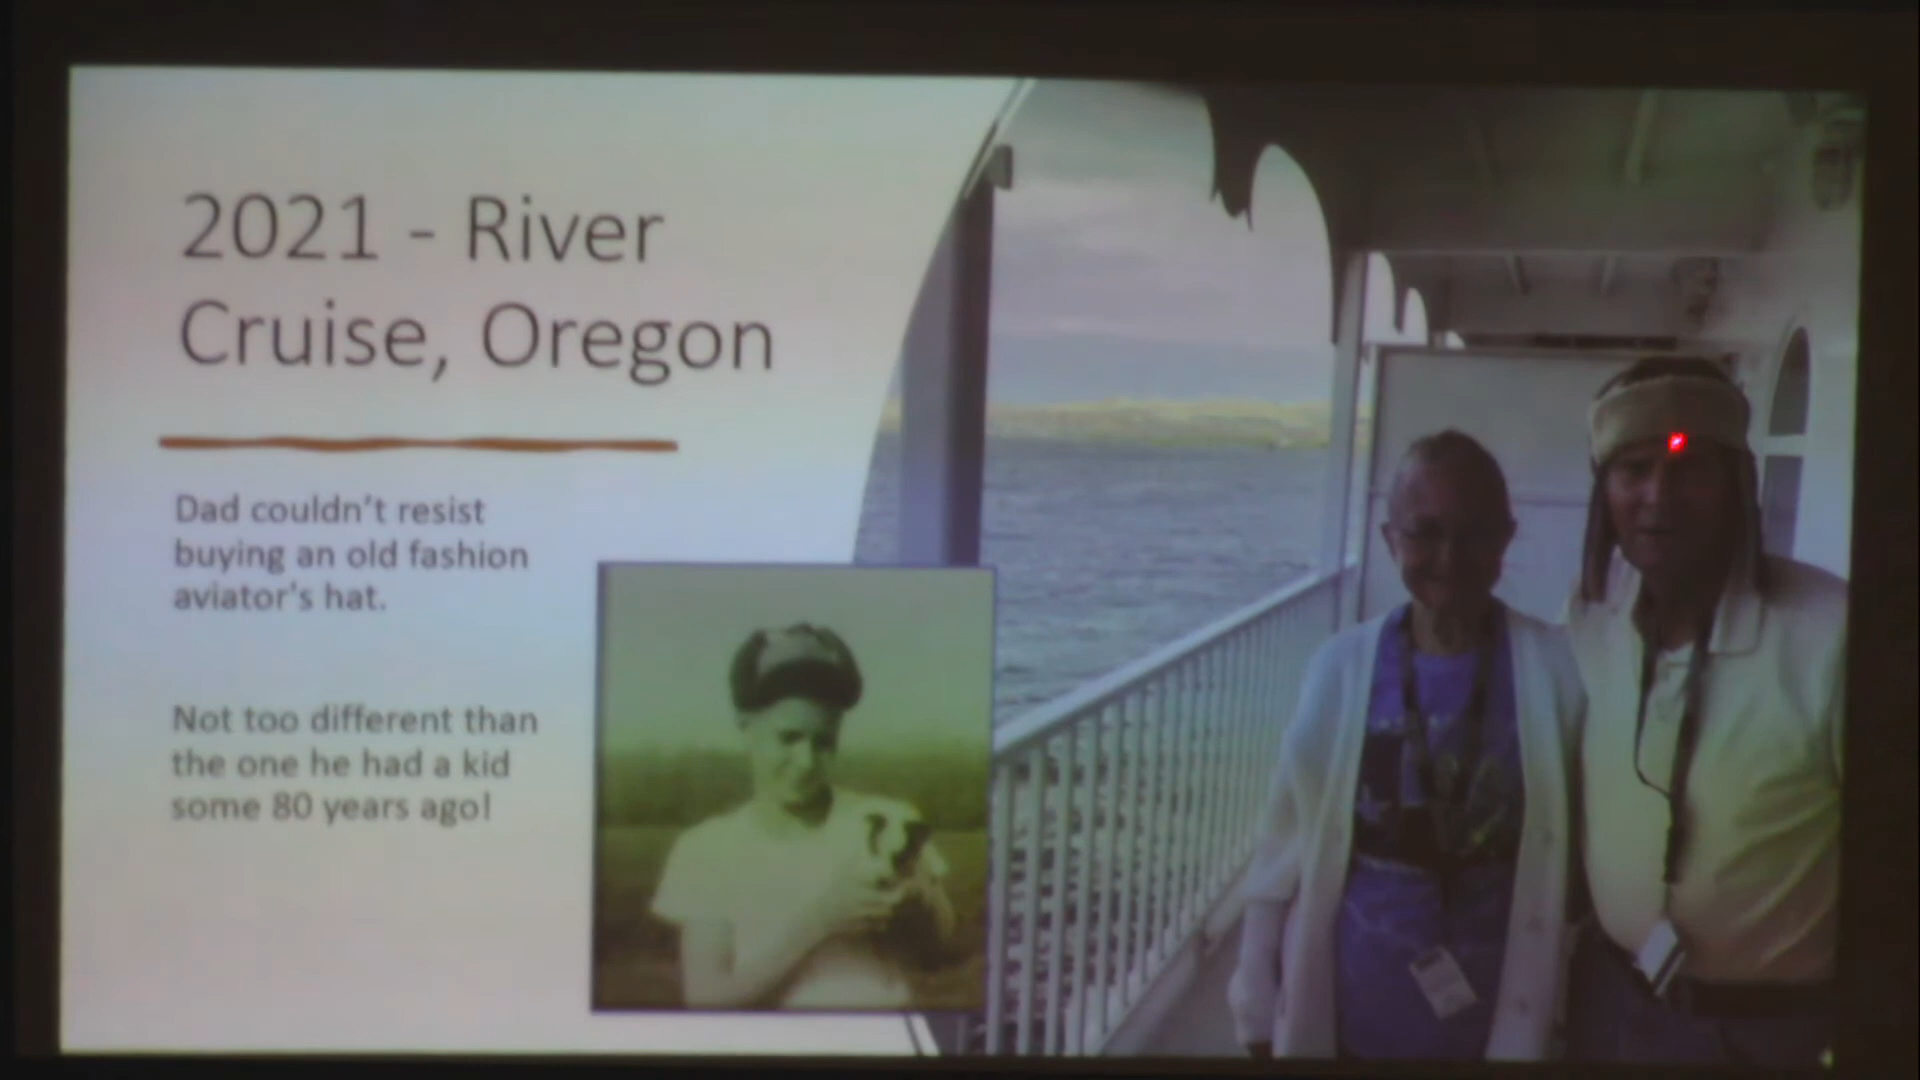 2021 - River
Cruise, Oregon
Dad couldn't resist
buying an old fashion
aviator's hat.
Not too different than
the one he had a kid
some 80 years ago!